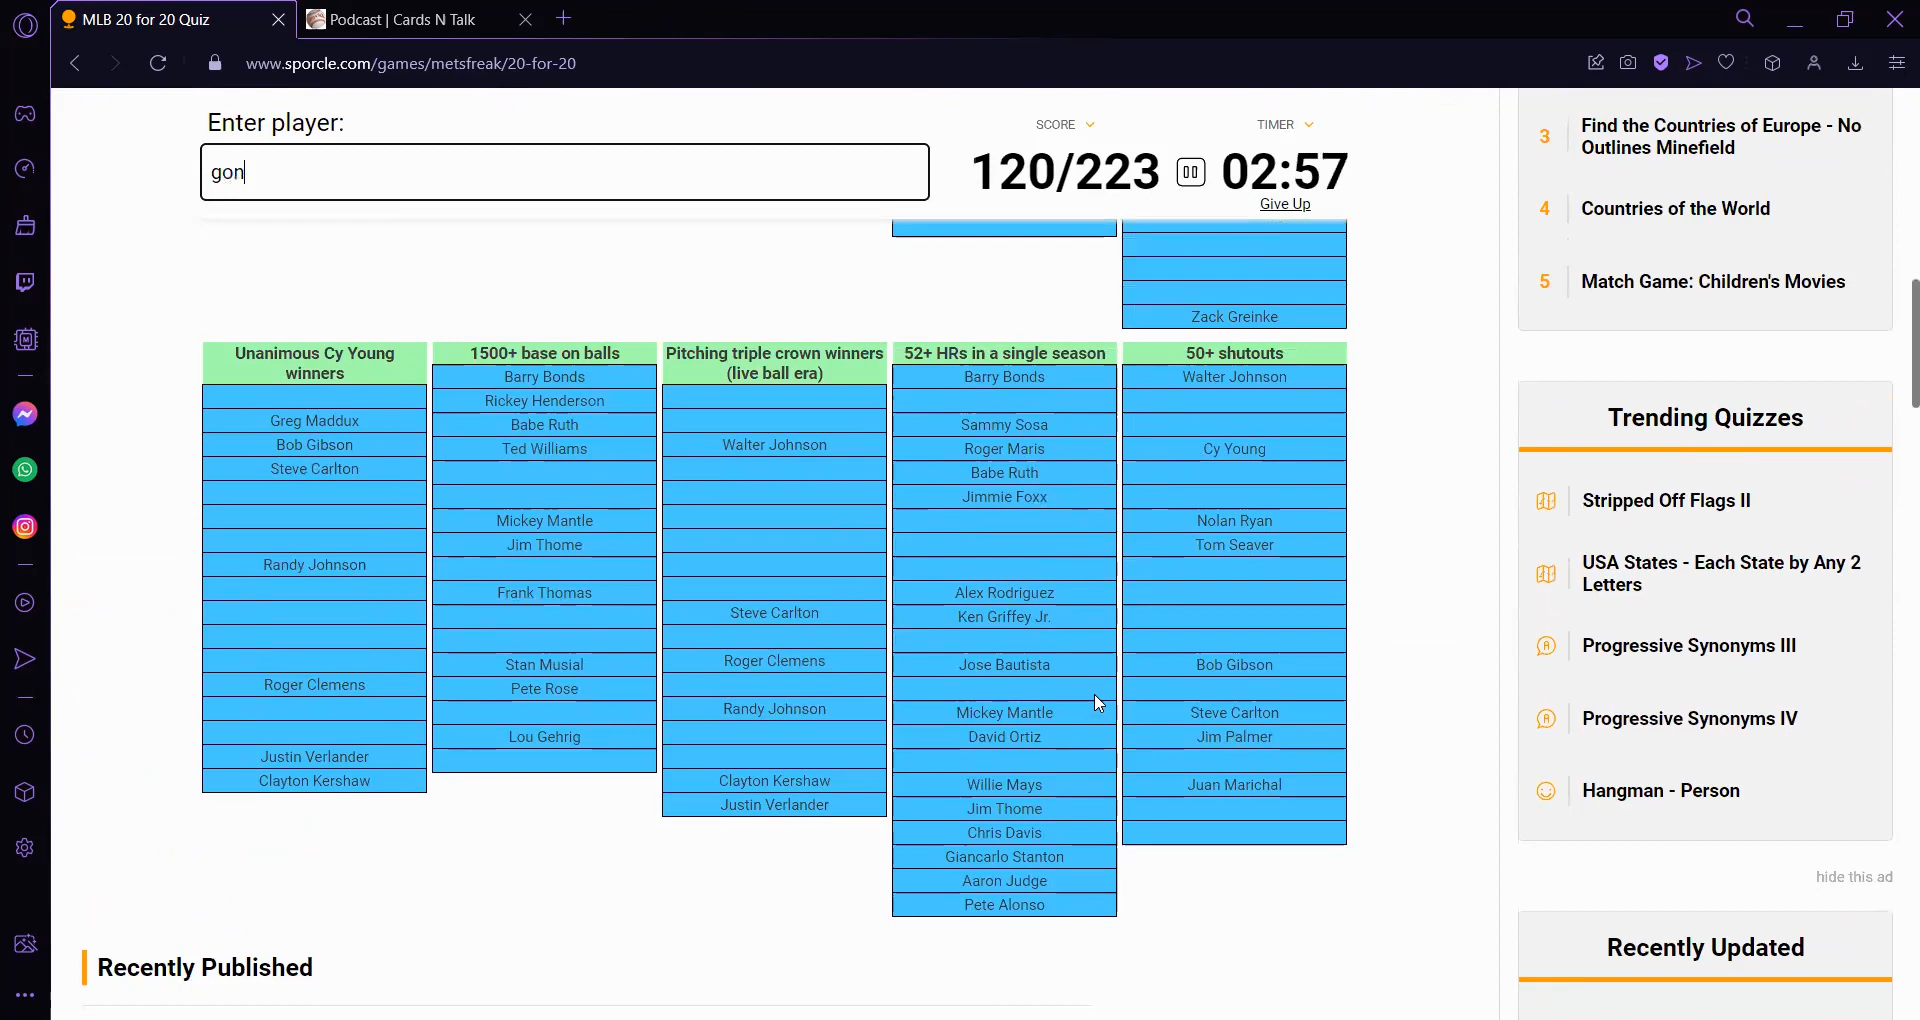 MLB 20 for 20 Quiz
Podcast | Cards N Talk
www.sporcle.com/games/metsfreak/20-for-20
Enter player:
gon
SCORE
120/223
TIMER
02:57
Give Up
Zack Greinke
Unanimous Cy Young
winners
Greg Maddux
Bob Gibson
Steve Carlton
Randy Johnson
Roger Clemens
Justin Verlander
Clayton Kershaw
1500+ base on balls
Barry Bonds
Rickey Henderson
Babe Ruth
Ted Williams
Mickey Mantle
Jim Thome
Frank Thomas
Stan Musial
Pete Rose
Lou Gehrig
Pitching triple crown winners
(live ball era)
Walter Johnson
Steve Carlton
Roger Clemens
Randy Johnson
Clayton Kershaw
Justin Verlander
52+ HRs in a single season
Barry Bonds
Sammy Sosa
Roger Maris
Babe Ruth
Jimmie Foxx
Alex Rodriguez
Ken Griffey Jr.
Jose Bautista
Mickey Mantle
David Ortiz
Willie Mays
Jim Thome
Chris Davis
Giancarlo Stanton
Aaron Judge
Pete Alonso
50+ shutouts
Walter Johnson
Cy Young
Nolan Ryan
Tom Seaver
Bob Gibson
Steve Carlton
Jim Palmer
Juan Marichal
Recently Published
3
Find the Countries of Europe - No
Outlines Minefield
4
Countries of the World
5
Match Game: Children's Movies
Trending Quizzes
Stripped Off Flags II
USA States - Each State by Any 2
Letters
Progressive Synonyms III
Progressive Synonyms IV
Hangman - Person
hide this ad
Recently Updated